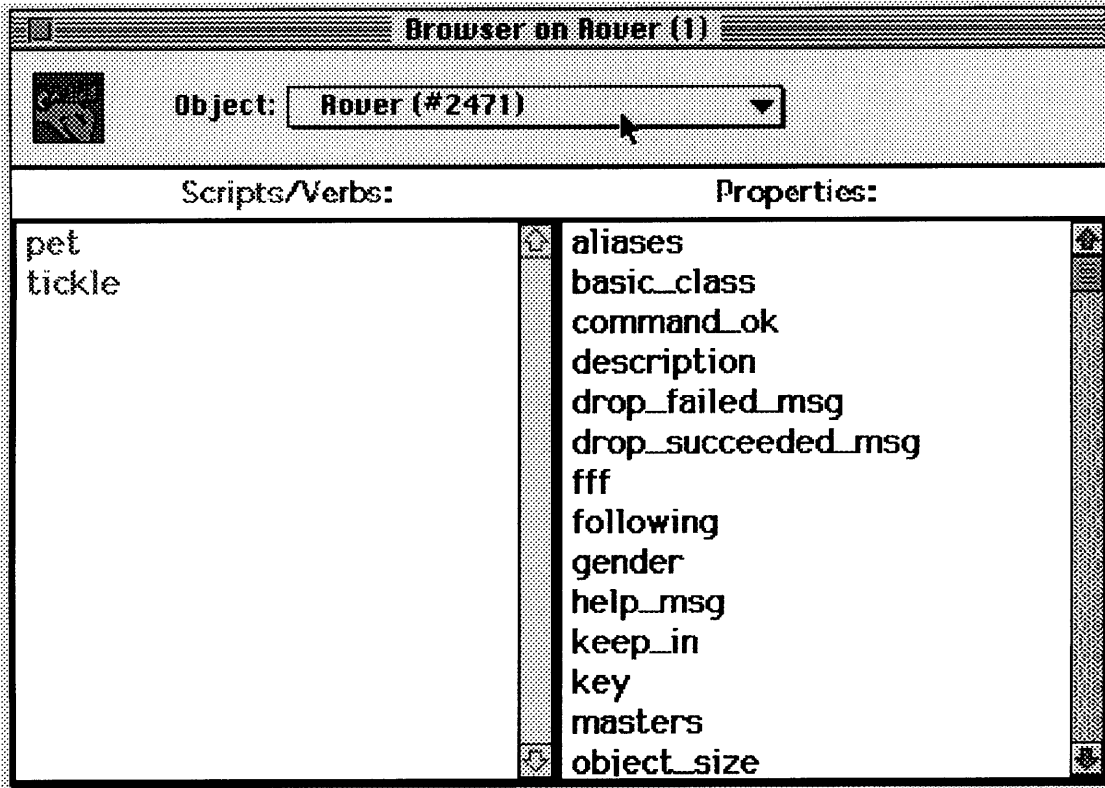 Browser on Rover (1)
Object: Rover (#2471)
Scripts/Verbs:
Properties:
pet
tickle
aliases
basic_class
command_ok
description
drop_failed_msg
drop_succeeded_msg
fff
following
gender
help_msg
keep_in
key
masters
object_size